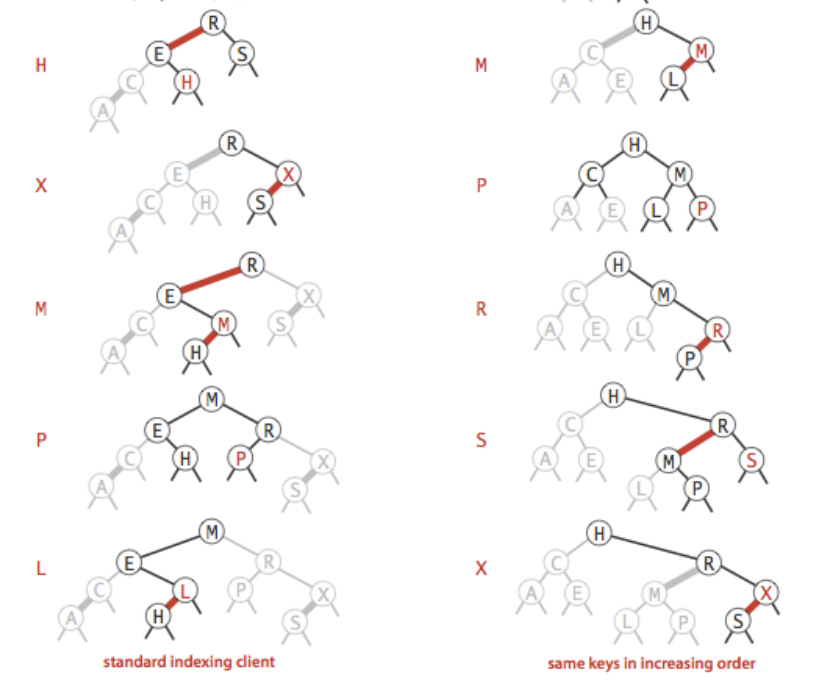 H
R
E S
C H
A
X
R
E X
C H S
A
M
R
E X
C M S
A H
P
M
E R
C H P X
A S
L
M
E R
C L P X
A H S
standard indexing client
M
H
C M
A E L
P
H
C M
A E L P
R
H
C M
A E L R
P
S
H
C R
A E M S
L P
X
H
C R
A E M X
L P S
same keys in increasing order